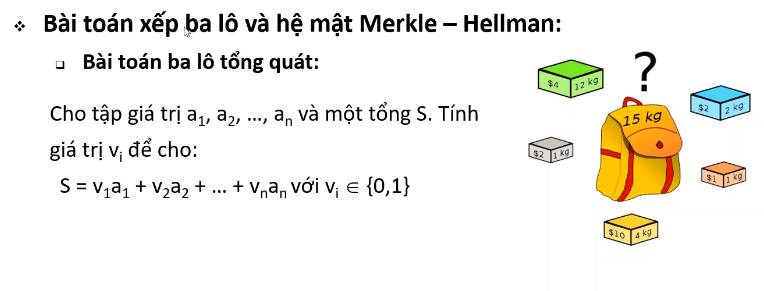 ❖ Bài toán xếp ba lô và hệ mật Merkle – Hellman:
❑ Bài toán ba lô tổng quát:
Cho tập giá trị a₁, a₂, …, aₙ và một tổng S. Tính
giá trị vᵢ để cho:
S = v₁a₁ + v₂a₂ + … + vₙaₙ với vᵢ ∈ {0,1}
?
$4 12 kg
$2 2 kg
15 kg
$2 1 kg
$1 1 kg
$10 4 kg